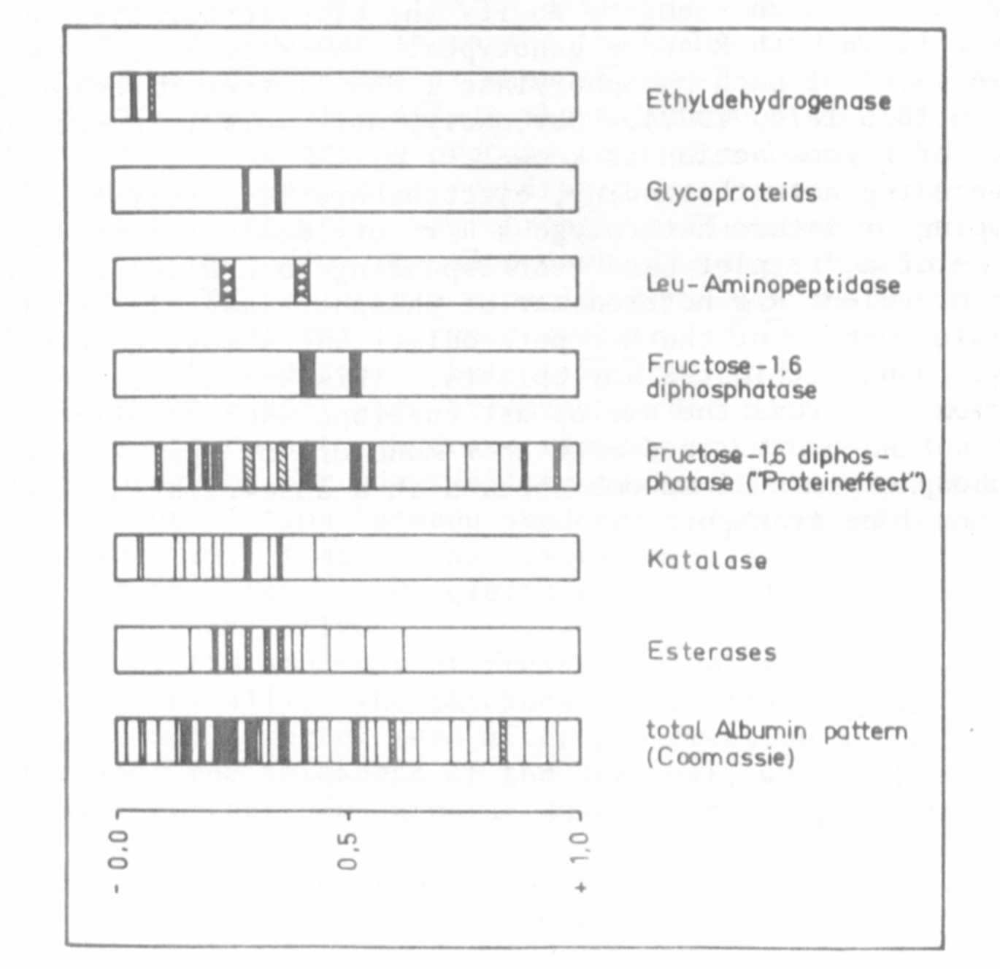 Ethyldehydrogenase
Glycoproteids
Leu-Aminopeptidase
Fructose-1,6
diphosphatase
Fructose-1,6 diphos-
phatase ("Proteineffect")
Katalase
Esterases
total Albumin pattern
(Coomassie)
- 0,0
0,5
+ 1,0